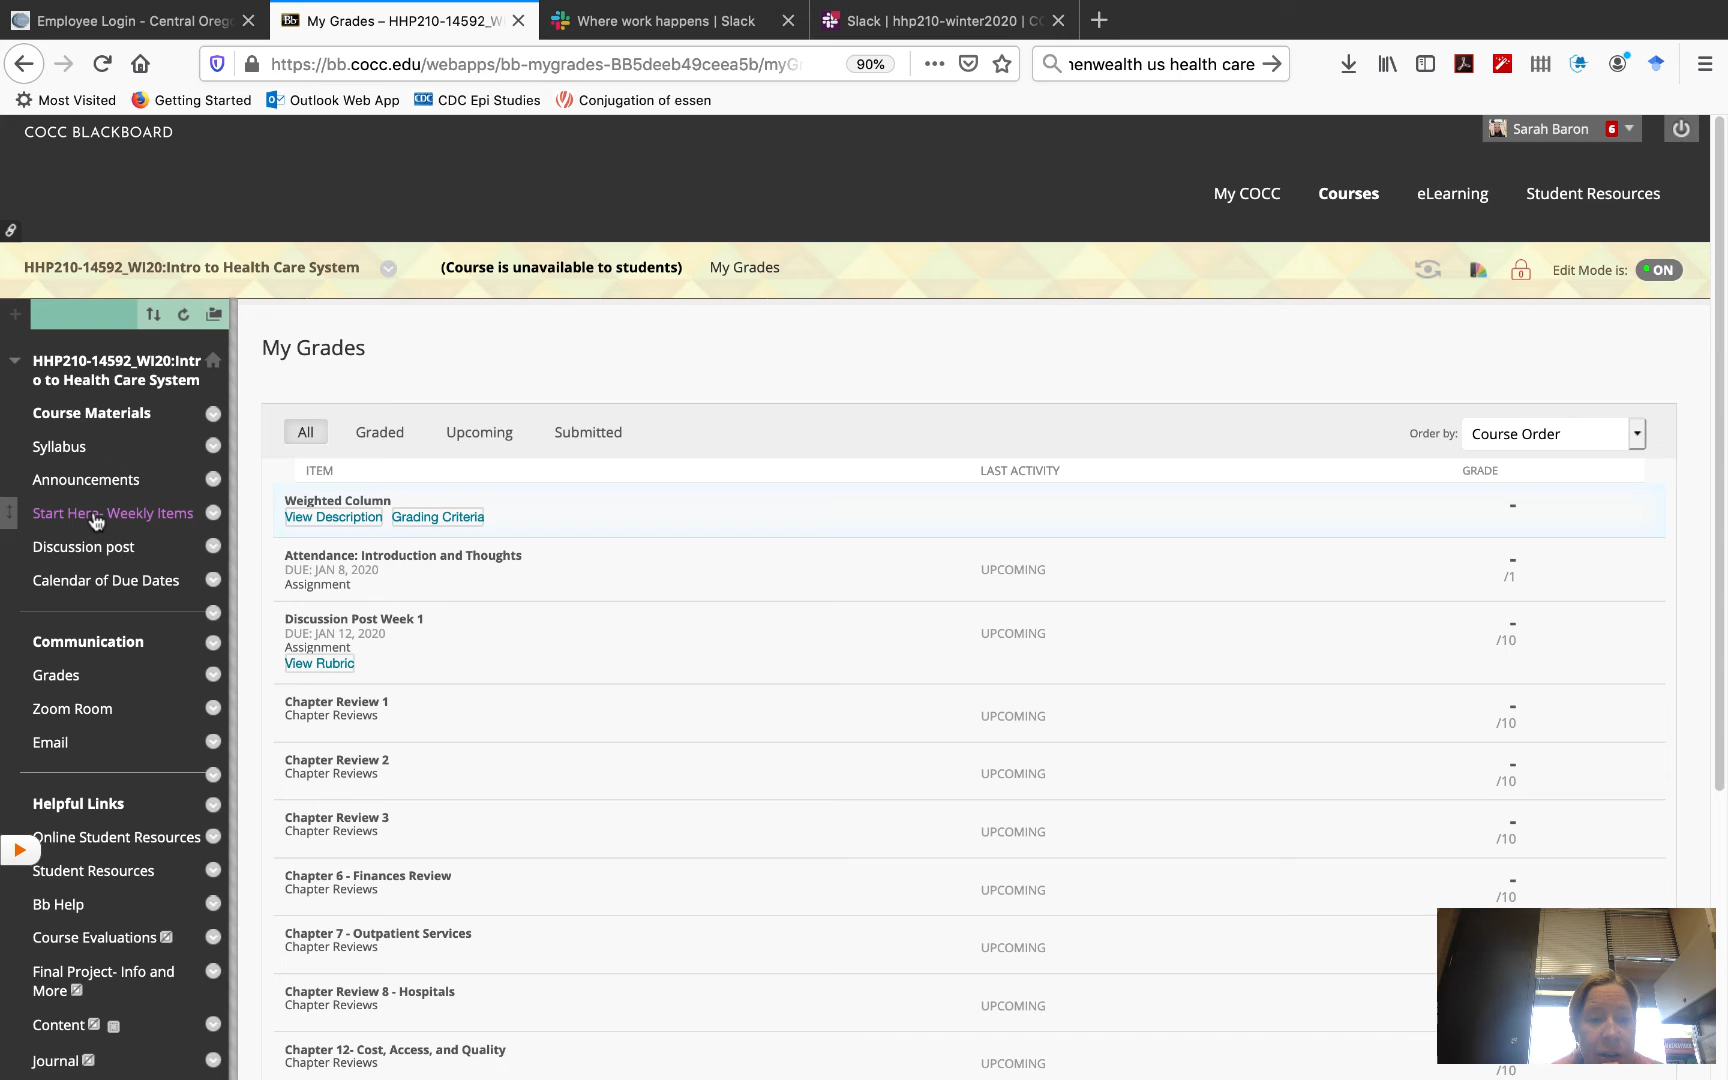 Employee Login - Central Oreg
My Grades – HHP210-14592_W
Where work happens | Slack
Slack | hhp210-winter2020 | CO
https://bb.cocc.edu/webapps/bb-mygrades-BB5deeb49ceea5b/myGr
90%
nenwealth us health care
Most Visited
Getting Started
Outlook Web App
CDC Epi Studies
Conjugation of essen
COCC BLACKBOARD
Sarah Baron 6
My COCC
Courses
eLearning
Student Resources
HHP210-14592_WI20:Intro to Health Care System
(Course is unavailable to students)
My Grades
0
Edit Mode is: ON
HHP210-14592_WI20:Intr
o to Health Care System
Course Materials
Syllabus
Announcements
Start Here- Weekly Items
Discussion post
Calendar of Due Dates
Communication
Grades
Zoom Room
Email
Helpful Links
Online Student Resources
Student Resources
Bb Help
Course Evaluations
Final Project- Info and
More
Content
Journal
My Grades
All
Graded
Upcoming
Submitted
Order by: Course Order
ITEM
LAST ACTIVITY
GRADE
Weighted Column
View Description Grading Criteria
-
Attendance: Introduction and Thoughts
DUE: JAN 8, 2020
Assignment
UPCOMING
-
/1
Discussion Post Week 1
DUE: JAN 12, 2020
Assignment
View Rubric
UPCOMING
-
/10
Chapter Review 1
Chapter Reviews
UPCOMING
-
/10
Chapter Review 2
Chapter Reviews
UPCOMING
-
/10
Chapter Review 3
Chapter Reviews
UPCOMING
-
/10
Chapter 6 - Finances Review
Chapter Reviews
UPCOMING
-
/10
Chapter 7 - Outpatient Services
Chapter Reviews
UPCOMING
Chapter Review 8 - Hospitals
Chapter Reviews
UPCOMING
Chapter 12- Cost, Access, and Quality
Chapter Reviews
UPCOMING
/10